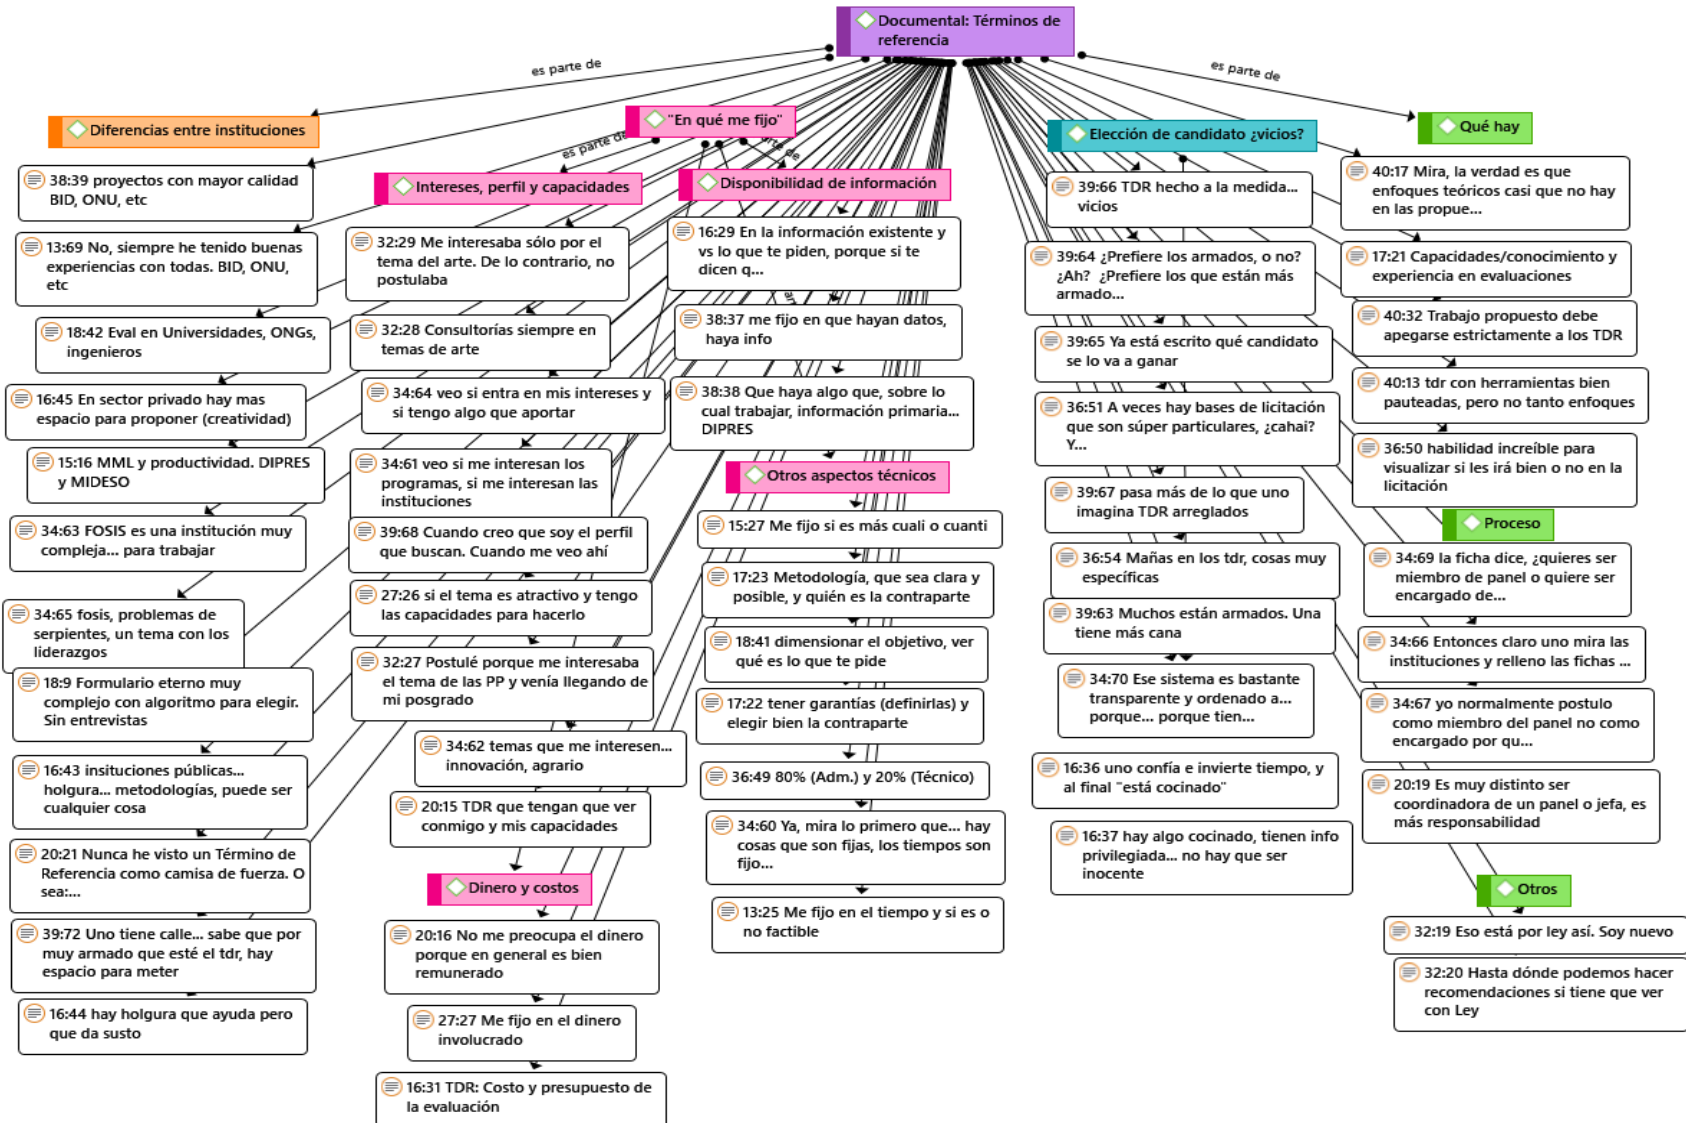 Documental: Términos de
referencia
es parte de
es parte de
Diferencias entre instituciones
38:39 proyectos con mayor calidad
BID, ONU, etc
13:69 No, siempre he tenido buenas
experiencias con todas. BID, ONU,
etc
18:42 Eval en Universidades, ONGs,
ingenieros
16:45 En sector privado hay mas
espacio para proponer (creatividad)
15:16 MML y productividad. DIPRES
y MIDESO
34:63 FOSIS es una institución muy
compleja... para trabajar
34:65 fosis, problemas de
serpientes, un tema con los
liderazgos
18:9 Formulario eterno muy
complejo con algoritmo para elegir.
Sin entrevistas
16:43 insituciones públicas...
holgura... metodologías, puede ser
cualquier cosa
20:21 Nunca he visto un Término de
Referencia como camisa de fuerza. O
sea:...
39:72 Uno tiene calle... sabe que por
muy armado que esté el tdr, hay
espacio para meter
16:44 hay holgura que ayuda pero
que da susto
"En qué me fijo"
es parte de
parte de
Intereses, perfil y capacidades
32:29 Me interesaba sólo por el
tema del arte. De lo contrario, no
postulaba
32:28 Consultorías siempre en
temas de arte
34:64 veo si entra en mis intereses y
si tengo algo que aportar
34:61 veo si me interesan los
programas, si me interesan las
instituciones
39:68 Cuando creo que soy el perfil
que buscan. Cuando me veo ahí
27:26 si el tema es atractivo y tengo
las capacidades para hacerlo
32:27 Postulé porque me interesaba
el tema de las PP y venía llegando de
mi posgrado
34:62 temas que me interesen...
innovación, agrario
20:15 TDR que tengan que ver
conmigo y mis capacidades
Dinero y costos
20:16 No me preocupa el dinero
porque en general es bien
remunerado
27:27 Me fijo en el dinero
involucrado
16:31 TDR: Costo y presupuesto de
la evaluación
Disponibilidad de información
16:29 En la información existente y
vs lo que te piden, porque si te
dicen q...
38:37 me fijo en que hayan datos,
haya info
38:38 Que haya algo que, sobre lo
cual trabajar, información primaria...
DIPRES
Otros aspectos técnicos
15:27 Me fijo si es más cuali o cuanti
17:23 Metodología, que sea clara y
posible, y quién es la contraparte
18:41 dimensionar el objetivo, ver
qué es lo que te pide
17:22 tener garantías (definirlas) y
elegir bien la contraparte
36:49 80% (Adm.) y 20% (Técnico)
34:60 Ya, mira lo primero que... hay
cosas que son fijas, los tiempos son
fijo...
13:25 Me fijo en el tiempo y si es o
no factible
Elección de candidato ¿vicios?
39:66 TDR hecho a la medida...
vicios
39:64 ¿Prefiere los armados, o no?
¿Ah?  ¿Prefiere los que están más
armado...
39:65 Ya está escrito qué candidato
se lo va a ganar
36:51 A veces hay bases de licitación
que son súper particulares, ¿cahai?
Y...
39:67 pasa más de lo que uno
imagina TDR arreglados
36:54 Mañas en los tdr, cosas muy
específicas
39:63 Muchos están armados. Una
tiene más cana
34:70 Ese sistema es bastante
transparente y ordenado a...
porque... porque tien...
16:36 uno confía e invierte tiempo, y
al final "está cocinado"
16:37 hay algo cocinado, tienen info
privilegiada... no hay que ser
inocente
Qué hay
40:17 Mira, la verdad es que
enfoques teóricos casi que no hay
en las propue...
17:21 Capacidades/conocimiento y
experiencia en evaluaciones
40:32 Trabajo propuesto debe
apegarse estrictamente a los TDR
40:13 tdr con herramientas bien
pauteadas, pero no tanto enfoques
36:50 habilidad increíble para
visualizar si les irá bien o no en la
licitación
Proceso
34:69 la ficha dice, ¿quieres ser
miembro de panel o quiere ser
encargado de...
34:66 Entonces claro uno mira las
instituciones y relleno las fichas ...
34:67 yo normalmente postulo
como miembro del panel no como
encargado por qu...
20:19 Es muy distinto ser
coordinadora de un panel o jefa, es
más responsabilidad
Otros
32:19 Eso está por ley así. Soy nuevo
32:20 Hasta dónde podemos hacer
recomendaciones si tiene que ver
con Ley